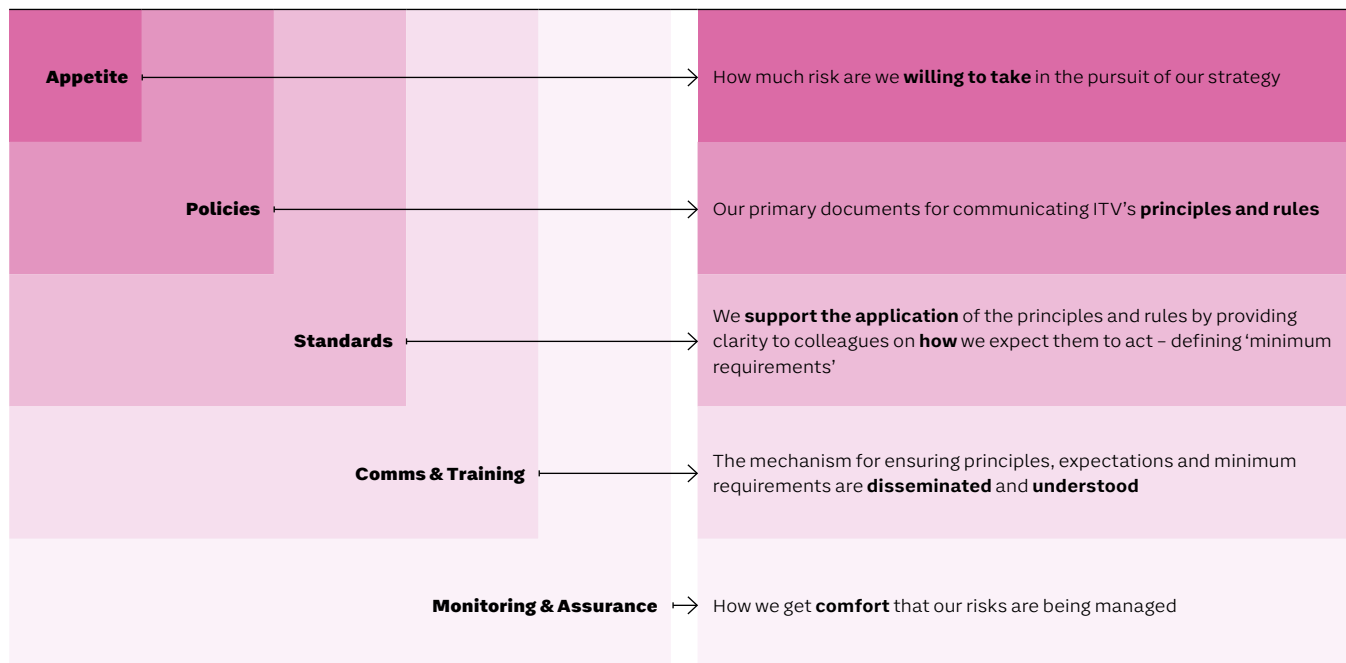 Appetite
How much risk are we willing to take in the pursuit of our strategy
Policies
Our primary documents for communicating ITV’s principles and rules
Standards
We support the application of the principles and rules by providing
clarity to colleagues on how we expect them to act – defining ‘minimum
requirements’
Comms & Training
The mechanism for ensuring principles, expectations and minimum
requirements are disseminated and understood
Monitoring & Assurance
How we get comfort that our risks are being managed